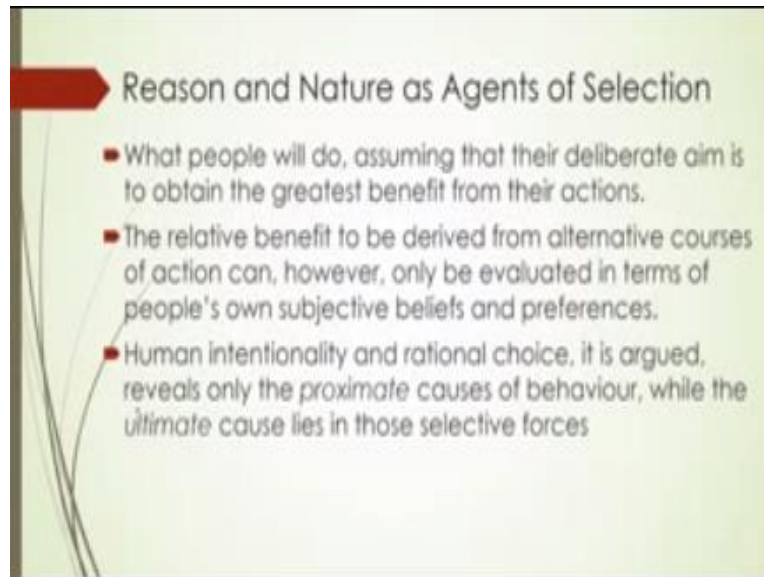 Reason and Nature as Agents of Selection
What people will do, assuming that their deliberate aim is
to obtain the greatest benefit from their actions.
The relative benefit to be derived from alternative courses
of action can, however, only be evaluated in terms of
people's own subjective beliefs and preferences.
Human intentionality and rational choice, it is argued,
reveals only the proximate causes of behaviour, while the
ultimate cause lies in those selective forces